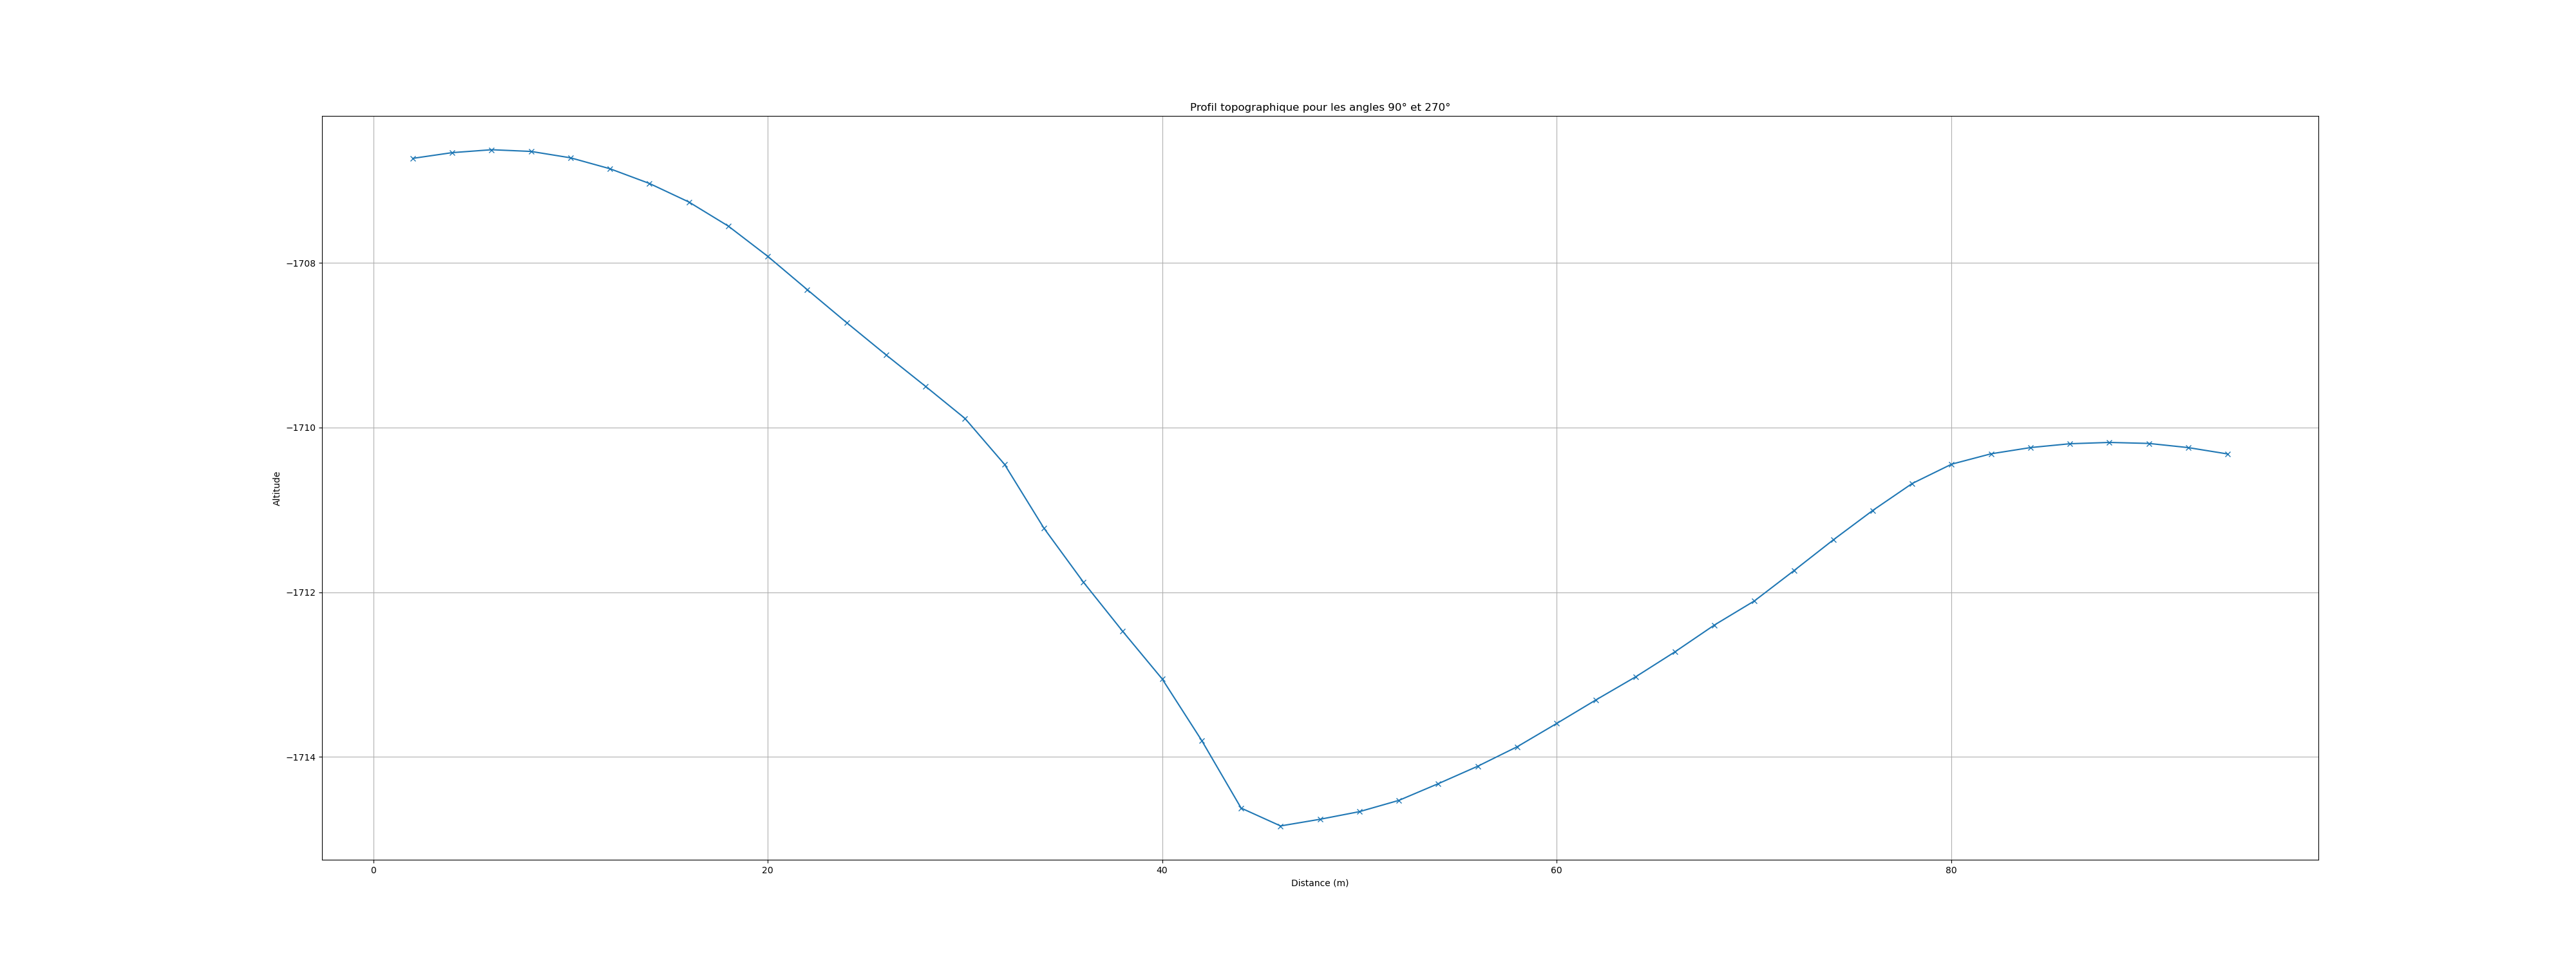 Profil topographique pour les angles 90° et 270°
Altitude
−1708
−1710
−1712
−1714
0 20 40 60 80
Distance (m)